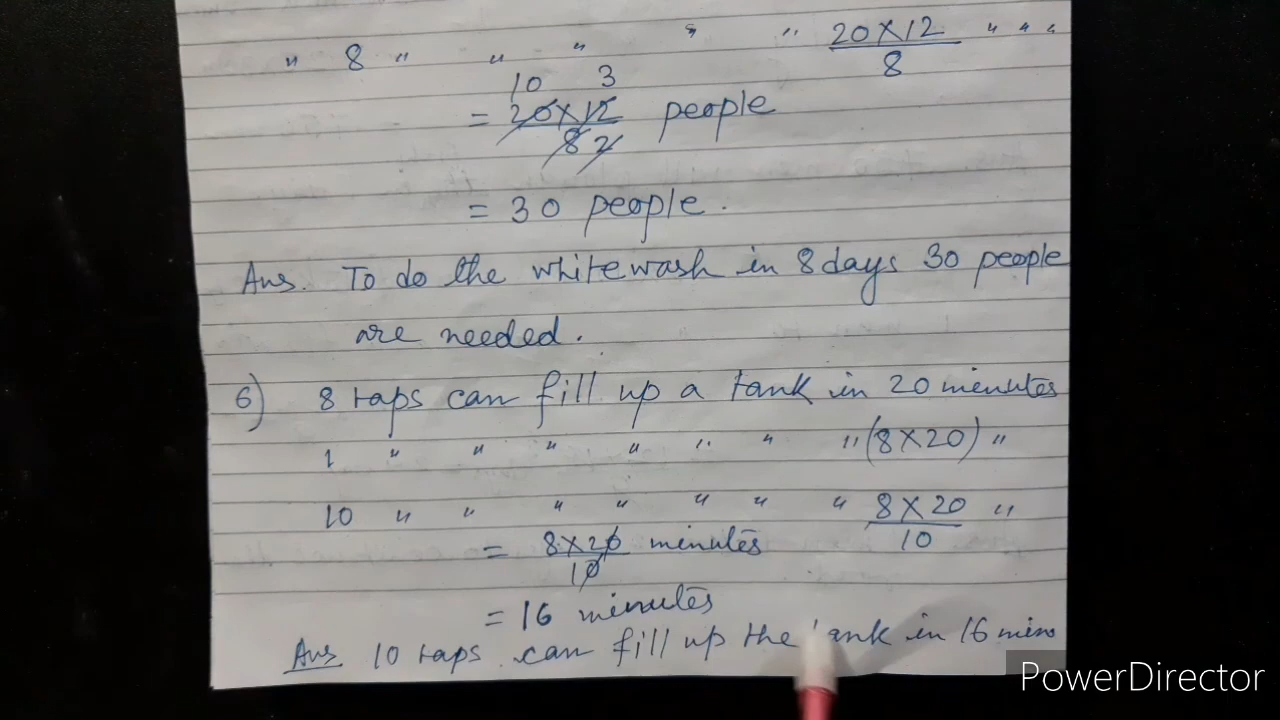 " 8 " " " " " 20×12/8 " " "
10 3
= 20×12/8 2 people
= 30 people.
Ans. To do the whitewash in 8 days 30 people
are needed.
6) 8 taps can fill up a tank in 20 minutes
1 " " " " " " " (8×20) "
10 " " " " " " " 8×20/10 "
= 8×20/10 minutes
= 16 minutes
Ans 10 taps can fill up the tank in 16 mins
PowerDirector